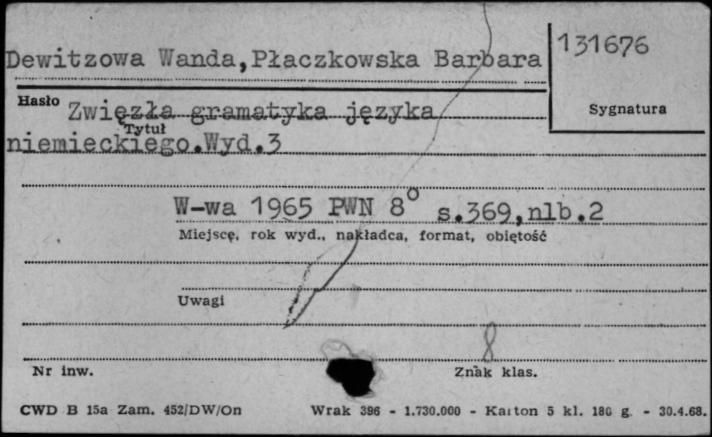 Dewitzowa Wanda,Płaczkowska Barbara
131676
Hasło
Sygnatura
Zwięzła gramatyka języka
Tytuł
niemieckiego.Wyd.3
W-wa 1965 PWN 8° s.369,nlb.2
Miejsce, rok wyd., nakładca, format, obiętość
Uwagi
8
Nr inw.
Znak klas.
CWD B 15a Zam. 452/DW/On
Wrak 396 - 1.730.000 - Karton 5 kl. 180 g. - 30.4.68.